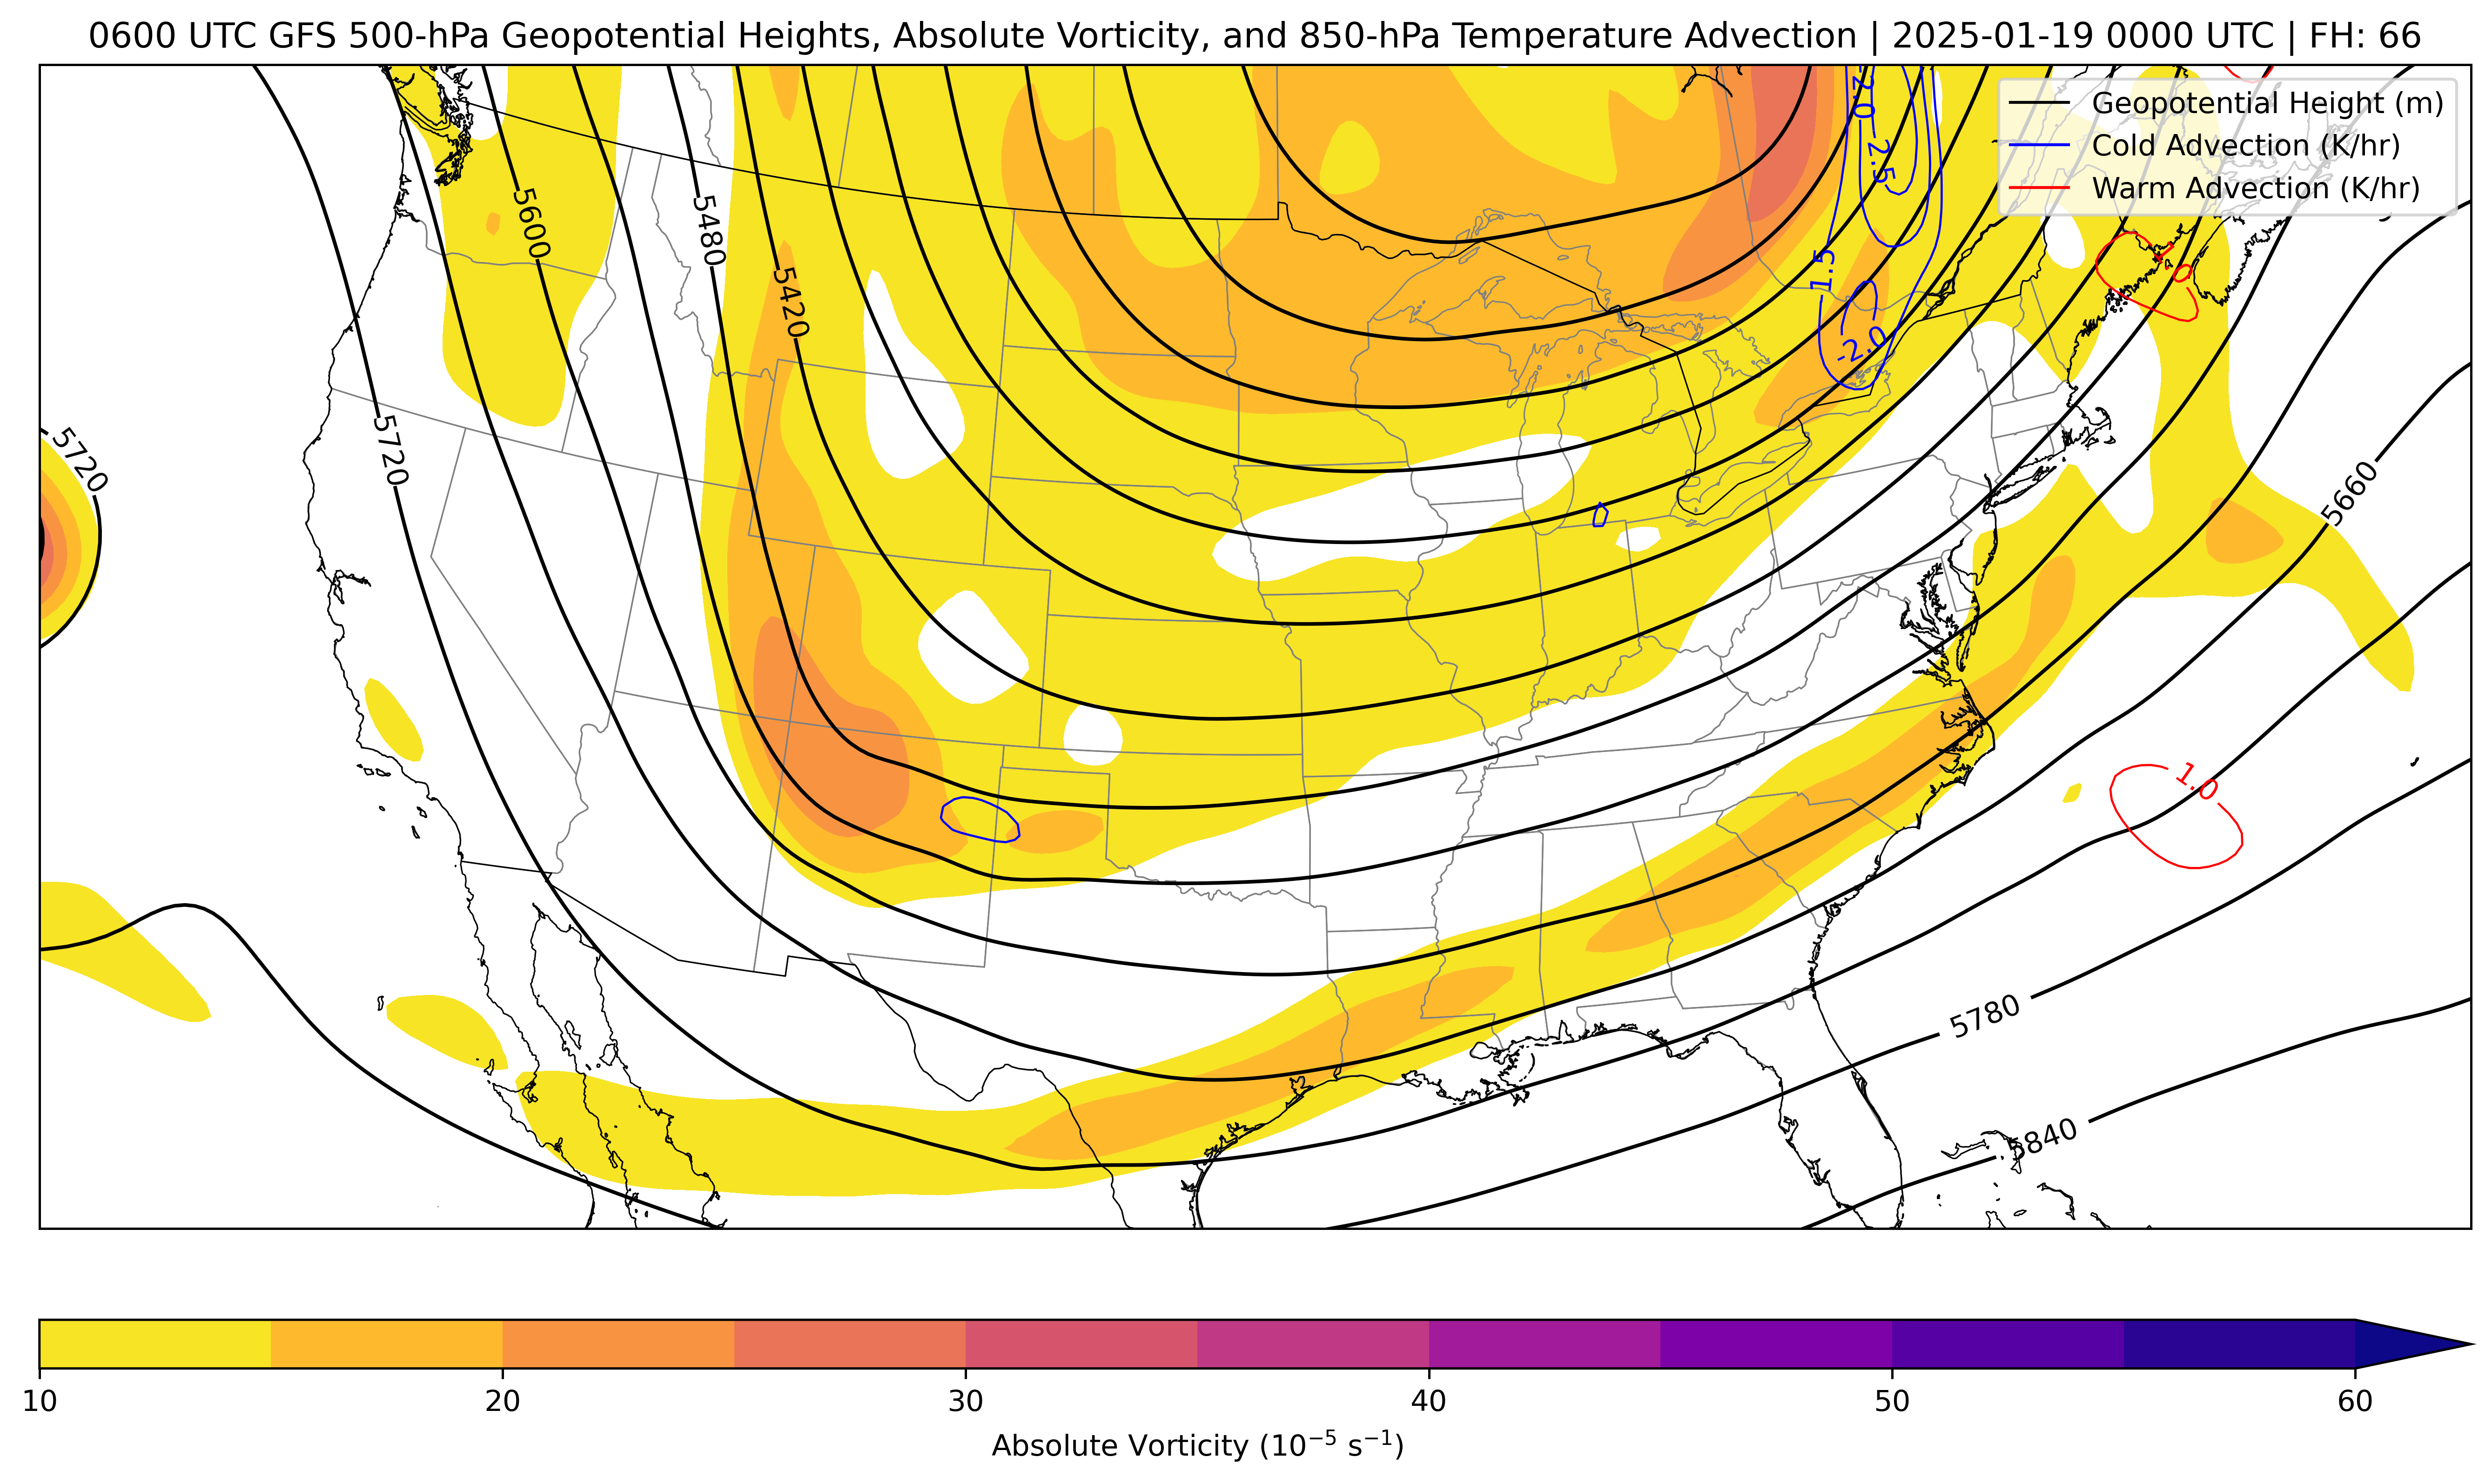 0600 UTC GFS 500-hPa Geopotential Heights, Absolute Vorticity, and 850-hPa Temperature Advection | 2025-01-19 0000 UTC | FH: 66
Geopotential Height (m)
Cold Advection (K/hr)
Warm Advection (K/hr)
-2.0
-2.5
5600
5480
-1.5
1.0
5420
-2.0
5720
5720
5660
1.0
5780
5840
10 20 30 40 50 60
Absolute Vorticity (10⁻⁵ s⁻¹)